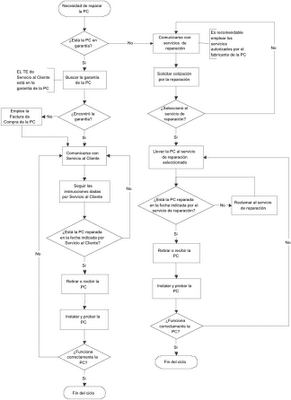 Necesidad de reparar
la PC
¿Está la PC en
garantía?
No
Comunicarse con
servicios de
reparación
Es recomendable
emplear los
servicios
autorizados por el
fabricante de la PC
Si
EL TE de
Servicio al Cliente
está en la
garantía de la PC
Buscar la garantía
de la PC
Solicitar cotización
por la reparación
No
Emplee la
Factura de
Compra de la PC
No
¿Encontró la
garantía?
¿Seleccionó el
servicio de
reparación?
Si
Si
Comunicarse con
Servicio al Cliente
Llevar la PC al servicio
de reparación
seleccionado
Seguir las
instrucciones dadas
por Servicio al Cliente
¿Está la PC reparada
en la fecha indicada por el
servicio de reparación?
No
Reclamar al servicio
de reparación
¿Está la PC reparada
en la fecha indicada por
Servicio al Cliente?
No
No
No
Si
Si
Retirar o recibir la
PC
Retirar o recibir la
PC
Instalar y probar la
PC
Instalar y probar la
PC
¿Funciona
correctamente la
PC?
¿Funciona
correctamente la
PC?
Si
Si
Fin del ciclo
Fin del ciclo